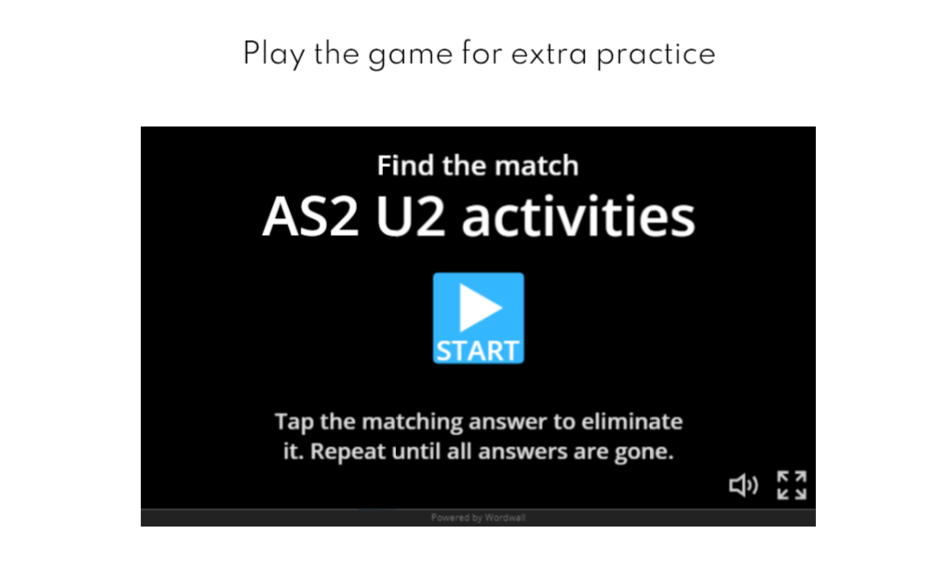 Play the game for extra practice
Find the match
AS2 U2 activities
START
Tap the matching answer to eliminate
it. Repeat until all answers are gone.
Powered by Wordwall